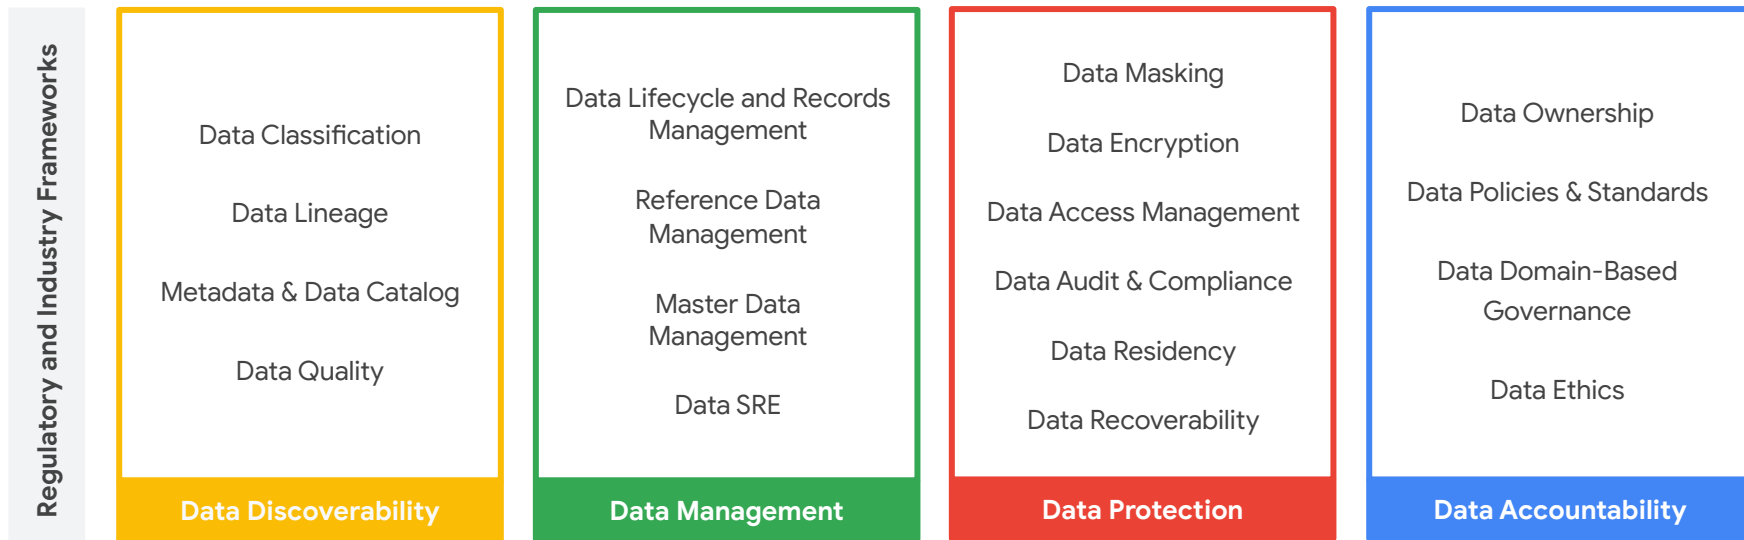 Regulatory and Industry Frameworks
Data Classification
Data Lineage
Metadata & Data Catalog
Data Quality
Data Discoverability
Data Lifecycle and Records
Management
Reference Data
Management
Master Data
Management
Data SRE
Data Management
Data Masking
Data Encryption
Data Access Management
Data Audit & Compliance
Data Residency
Data Recoverability
Data Protection
Data Ownership
Data Policies & Standards
Data Domain-Based
Governance
Data Ethics
Data Accountability